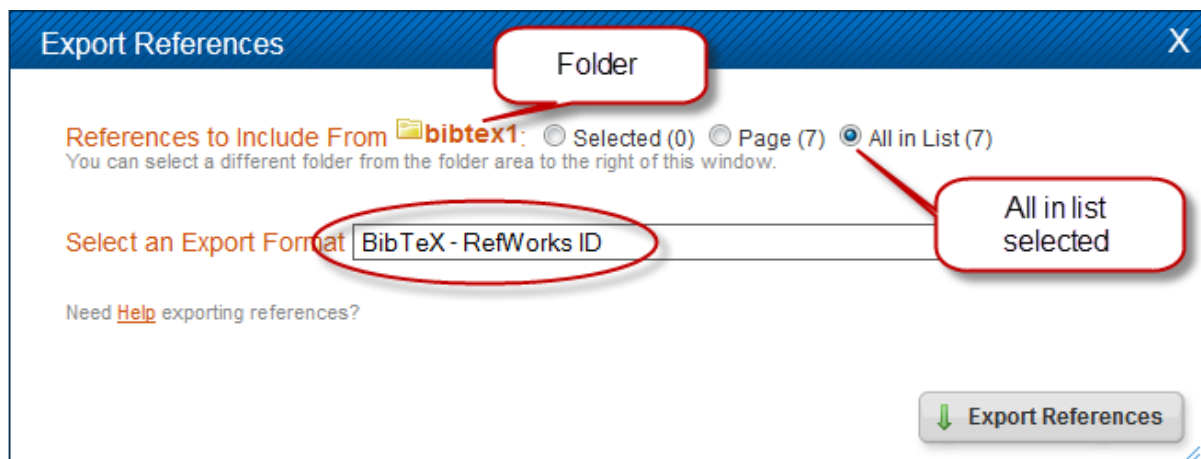 Export References X
Folder
References to Include From bibtex1: Selected (0) Page (7) All in List (7)
You can select a different folder from the folder area to the right of this window.
All in list
selected
Select an Export Format BibTeX - RefWorks ID
Need Help exporting references?
Export References